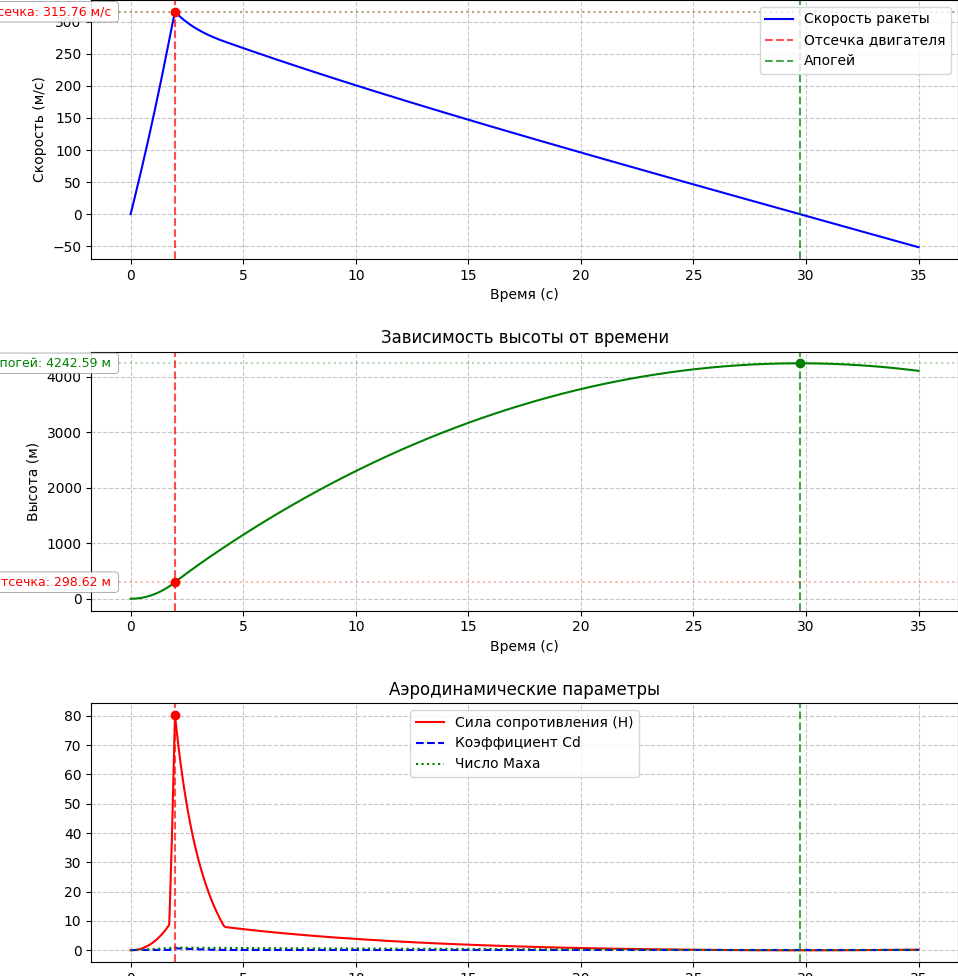 сечка: 315.76 м/с
300
250
200
150
100
50
0
−50
Скорость (м/с)
Скорость ракеты
Отсечка двигателя
Апогей
0 5 10 15 20 25 30 35
Время (с)
Зависимость высоты от времени
погей: 4242.59 м
4000
3000
2000
1000
тсечка: 298.62 м
0
Высота (м)
0 5 10 15 20 25 30 35
Время (с)
Аэродинамические параметры
80
70
60
50
40
30
20
10
0
Сила сопротивления (Н)
Коэффициент Cd
Число Маха
0 5 10 15 20 25 30 35